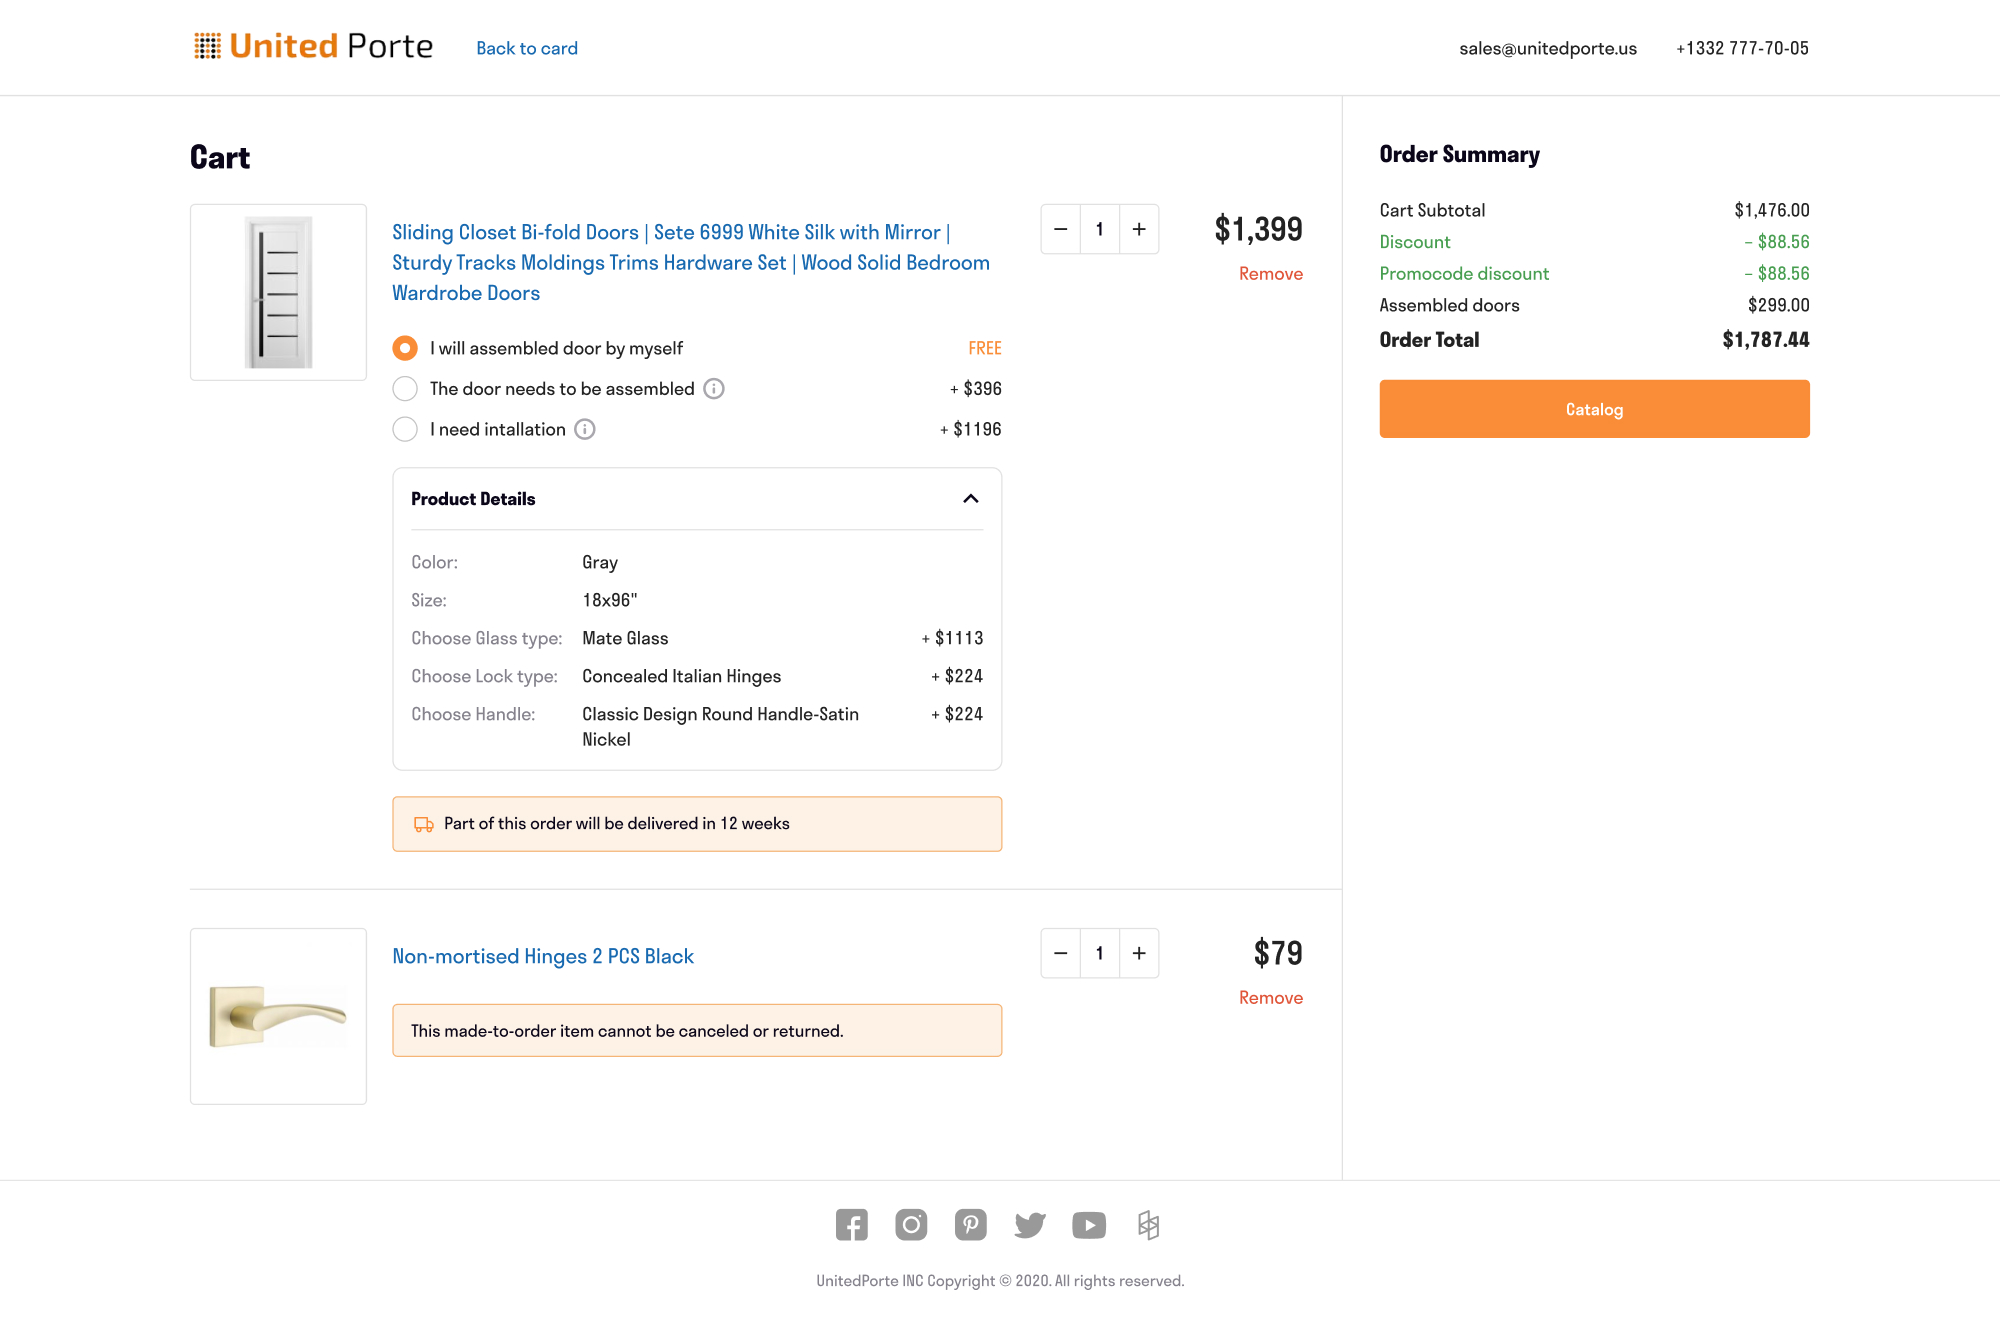 United Porte
Back to card
sales@unitedporte.us
+1332 777-70-05
Cart
Sliding Closet Bi-fold Doors | Sete 6999 White Silk with Mirror |
Sturdy Tracks Moldings Trims Hardware Set | Wood Solid Bedroom
Wardrobe Doors
1
$1,399
Remove
I will assembled door by myself
FREE
The door needs to be assembled
+ $396
I need intallation
+ $1196
Product Details
Color:
Gray
Size:
18x96"
Choose Glass type:
Mate Glass
+ $1113
Choose Lock type:
Concealed Italian Hinges
+ $224
Choose Handle:
Classic Design Round Handle-Satin
Nickel
+ $224
Part of this order will be delivered in 12 weeks
Non-mortised Hinges 2 PCS Black
1
$79
Remove
This made-to-order item cannot be canceled or returned.
Order Summary
Cart Subtotal
$1,476.00
Discount
– $88.56
Promocode discount
– $88.56
Assembled doors
$299.00
Order Total
$1,787.44
Catalog
UnitedPorte INC Copyright © 2020. All rights reserved.